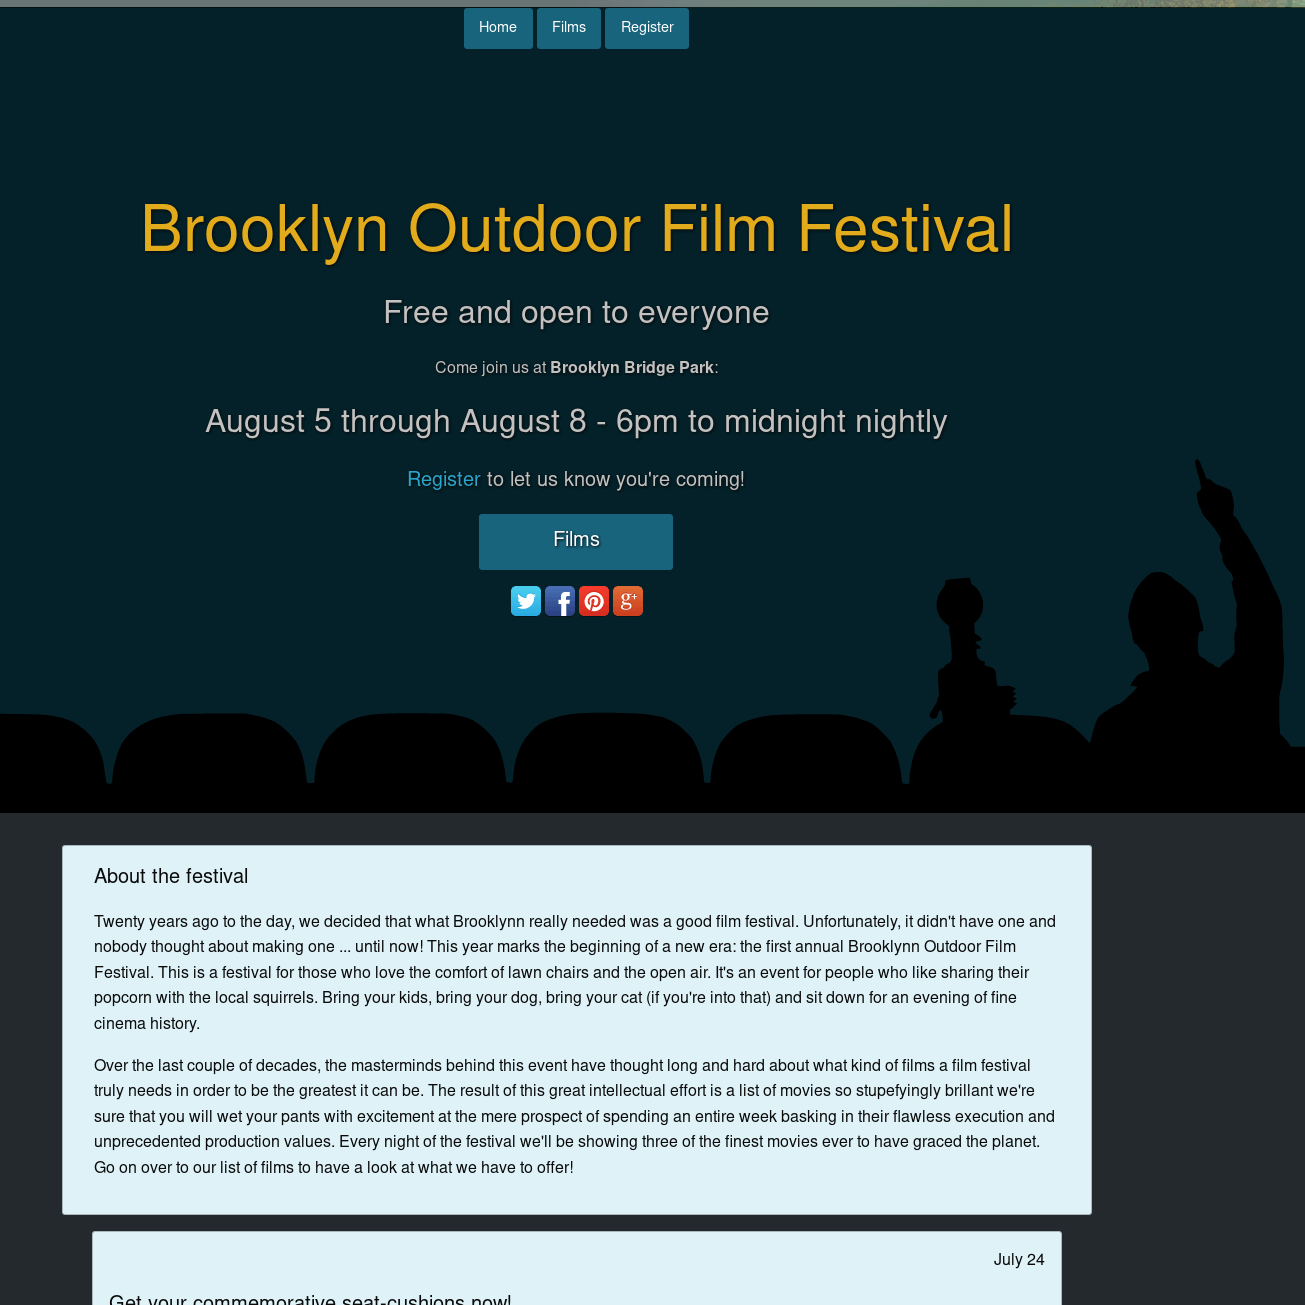 Home Films Register
Brooklyn Outdoor Film Festival
Free and open to everyone
Come join us at Brooklyn Bridge Park:
August 5 through August 8 - 6pm to midnight nightly
Register to let us know you're coming!
Films
g+
About the festival
Twenty years ago to the day, we decided that what Brooklynn really needed was a good film festival. Unfortunately, it didn't have one and
nobody thought about making one ... until now! This year marks the beginning of a new era: the first annual Brooklynn Outdoor Film
Festival. This is a festival for those who love the comfort of lawn chairs and the open air. It's an event for people who like sharing their
popcorn with the local squirrels. Bring your kids, bring your dog, bring your cat (if you're into that) and sit down for an evening of fine
cinema history.
Over the last couple of decades, the masterminds behind this event have thought long and hard about what kind of films a film festival
truly needs in order to be the greatest it can be. The result of this great intellectual effort is a list of movies so stupefyingly brillant we're
sure that you will wet your pants with excitement at the mere prospect of spending an entire week basking in their flawless execution and
unprecedented production values. Every night of the festival we'll be showing three of the finest movies ever to have graced the planet.
Go on over to our list of films to have a look at what we have to offer!
July 24
Get your commemorative seat-cushions now!